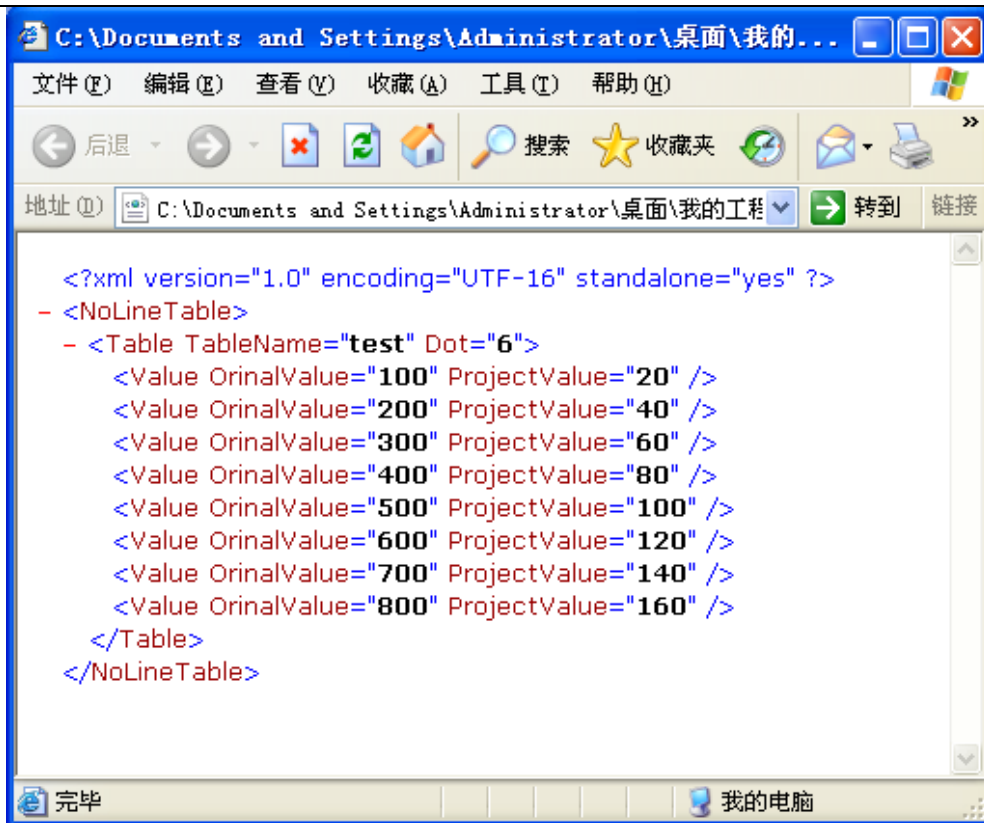 C:\Documents and Settings\Administrator\桌面\我的...
文件(F) 编辑(E) 查看(V) 收藏(A) 工具(T) 帮助(H)
后退 搜索 收藏夹 »
地址(D) C:\Documents and Settings\Administrator\桌面\我的工程 转到 链接
<?xml version="1.0" encoding="UTF-16" standalone="yes" ?>
- <NoLineTable>
- <Table TableName="test" Dot="6">
<Value OrinalValue="100" ProjectValue="20" />
<Value OrinalValue="200" ProjectValue="40" />
<Value OrinalValue="300" ProjectValue="60" />
<Value OrinalValue="400" ProjectValue="80" />
<Value OrinalValue="500" ProjectValue="100" />
<Value OrinalValue="600" ProjectValue="120" />
<Value OrinalValue="700" ProjectValue="140" />
<Value OrinalValue="800" ProjectValue="160" />
</Table>
</NoLineTable>
完毕 我的电脑